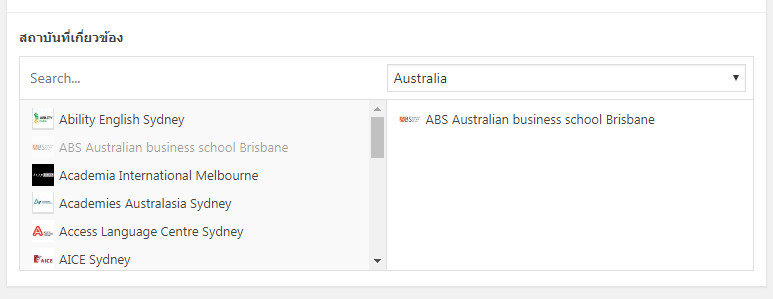 สถาบันที่เกี่ยวข้อง
Search...
Australia
Ability English Sydney
ABS Australian business school Brisbane
Academia International Melbourne
Academies Australasia Sydney
Access Language Centre Sydney
AICE Sydney
ABS Australian business school Brisbane